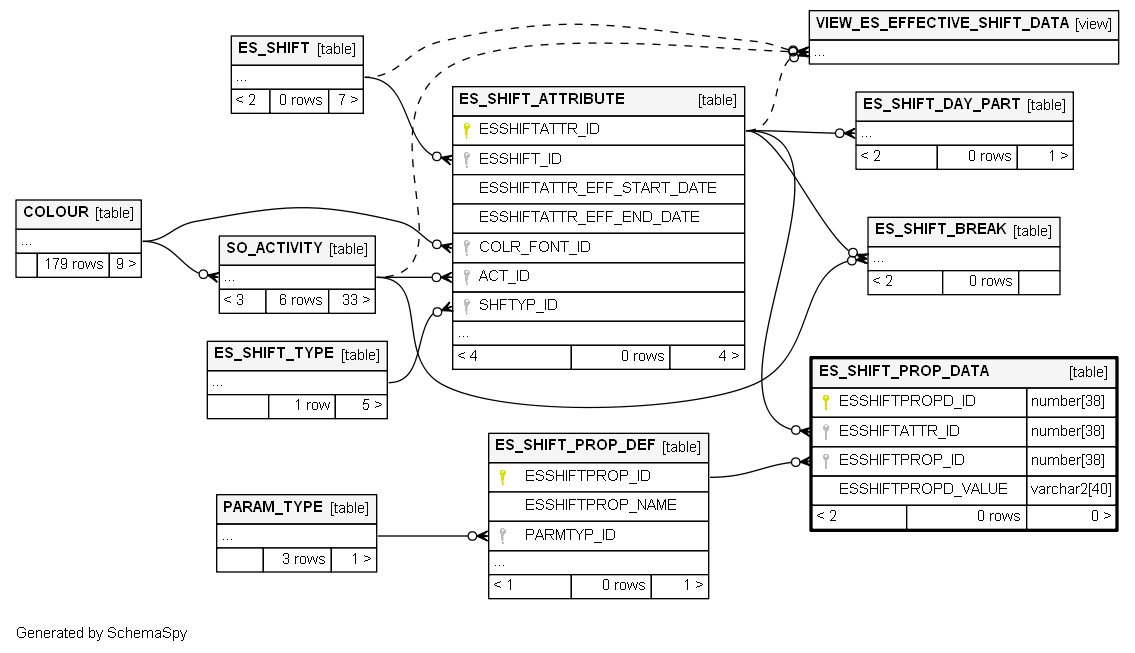 VIEW_ES_EFFECTIVE_SHIFT_DATA [view]
...
ES_SHIFT [table]
...
< 2 0 rows 7 >
ES_SHIFT_ATTRIBUTE [table]
ESSHIFTATTR_ID
ESSHIFT_ID
ESSHIFTATTR_EFF_START_DATE
ESSHIFTATTR_EFF_END_DATE
COLR_FONT_ID
ACT_ID
SHFTYP_ID
...
< 4 0 rows 4 >
ES_SHIFT_DAY_PART [table]
...
< 2 0 rows 1 >
COLOUR [table]
...
179 rows 9 >
SO_ACTIVITY [table]
...
< 3 6 rows 33 >
ES_SHIFT_BREAK [table]
...
< 2 0 rows
ES_SHIFT_TYPE [table]
...
1 row 5 >
ES_SHIFT_PROP_DATA [table]
ESSHIFTPROPD_ID number[38]
ESSHIFTATTR_ID number[38]
ESSHIFTPROP_ID number[38]
ESSHIFTPROPD_VALUE varchar2[40]
< 2 0 rows 0 >
ES_SHIFT_PROP_DEF [table]
ESSHIFTPROP_ID
ESSHIFTPROP_NAME
PARMTYP_ID
...
< 1 0 rows 1 >
PARAM_TYPE [table]
...
3 rows 1 >
Generated by SchemaSpy